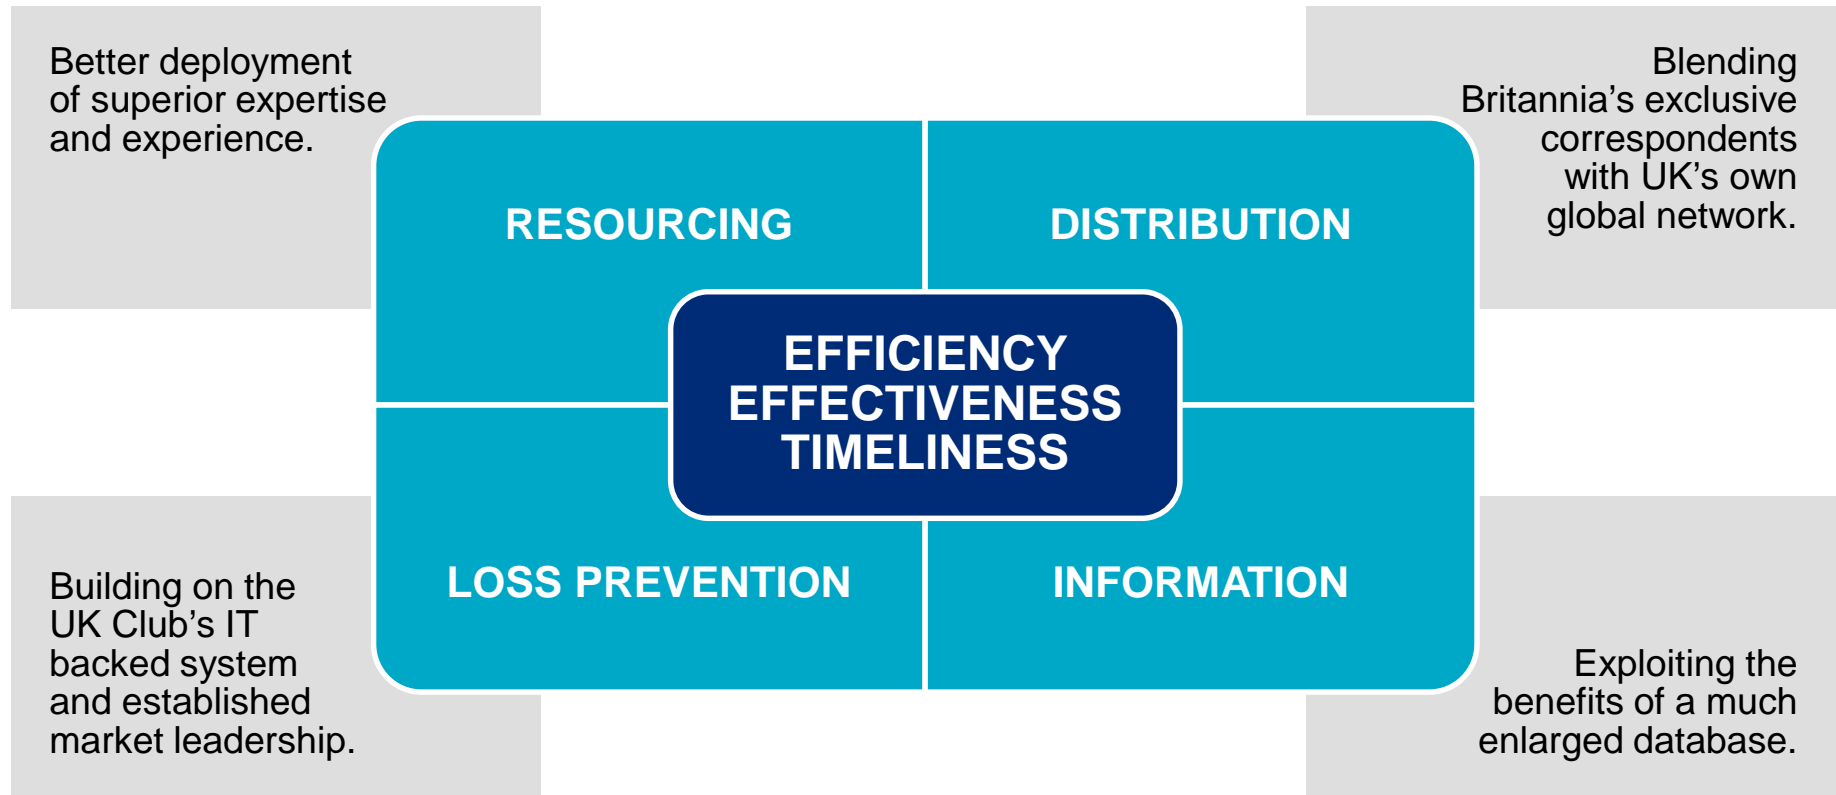 Better deployment
of superior expertise
and experience.
Blending
Britannia’s exclusive
correspondents
with UK’s own
global network.
RESOURCING
DISTRIBUTION
EFFICIENCY
EFFECTIVENESS
TIMELINESS
LOSS PREVENTION
INFORMATION
Building on the
UK Club’s IT
backed system
and established
market leadership.
Exploiting the
benefits of a much
enlarged database.